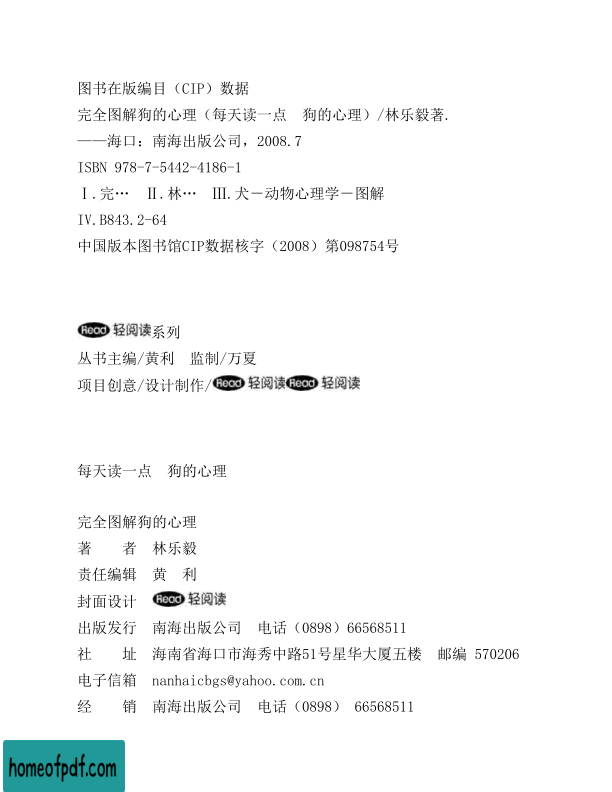 图书在版编目（CIP）数据
完全图解狗的心理（每天读一点　狗的心理）/林乐毅著.
——海口：南海出版公司，2008.7
ISBN 978-7-5442-4186-1
Ⅰ.完…　Ⅱ.林…　Ⅲ.犬－动物心理学－图解
IV.B843.2-64
中国版本图书馆CIP数据核字（2008）第098754号
Read 轻阅读系列
丛书主编/黄利　监制/万夏
项目创意/设计制作/Read 轻阅读Read 轻阅读
每天读一点　狗的心理
完全图解狗的心理
著　　者　林乐毅
责任编辑　黄　利
封面设计　Read 轻阅读
出版发行　南海出版公司　电话（0898）66568511
社　　址　海南省海口市海秀中路51号星华大厦五楼　邮编 570206
电子信箱　nanhaicbgs@yahoo.com.cn
经　　销　南海出版公司　电话（0898） 66568511
homeofpdf.com